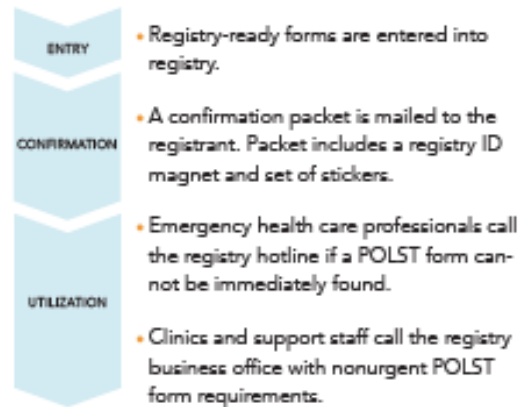 ENTRY
• Registry-ready forms are entered into
registry.
CONFIRMATION
• A confirmation packet is mailed to the
registrant. Packet includes a registry ID
magnet and set of stickers.
UTILIZATION
• Emergency health care professionals call
the registry hotline if a POLST form can-
not be immediately found.
• Clinics and support staff call the registry
business office with nonurgent POLST
form requirements.